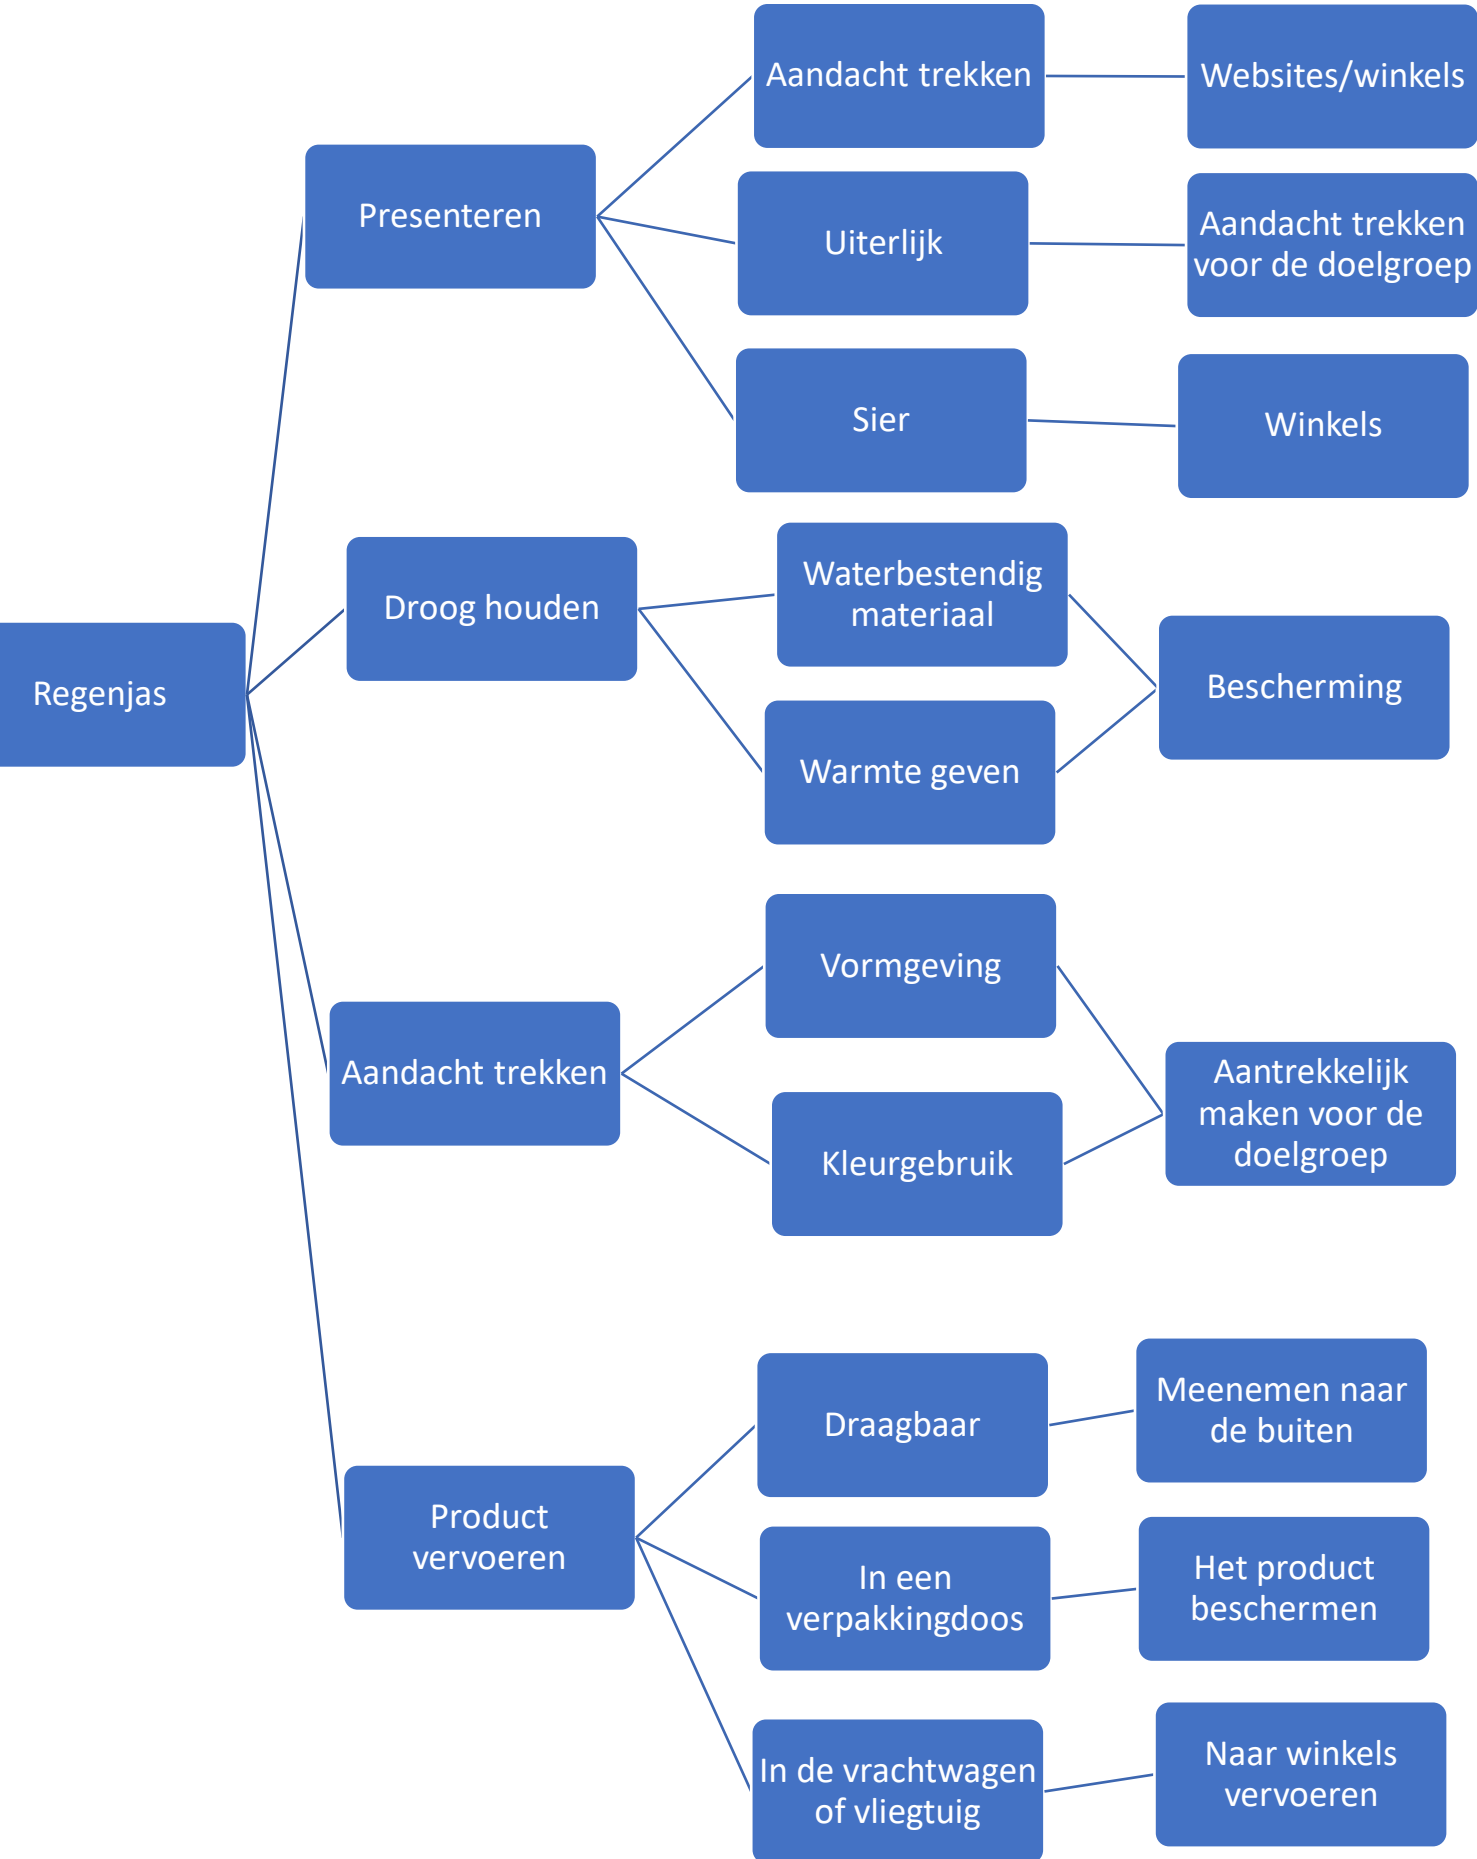 Aandacht trekken
Websites/winkels
Presenteren
Uiterlijk
Aandacht trekken
voor de doelgroep
Sier
Winkels
Droog houden
Waterbestendig
materiaal
Warmte geven
Bescherming
Regenjas
Vormgeving
Aandacht trekken
Kleurgebruik
Aantrekkelijk
maken voor de
doelgroep
Draagbaar
Meenemen naar
de buiten
Product
vervoeren
In een
verpakkingdoos
Het product
beschermen
In de vrachtwagen
of vliegtuig
Naar winkels
vervoeren